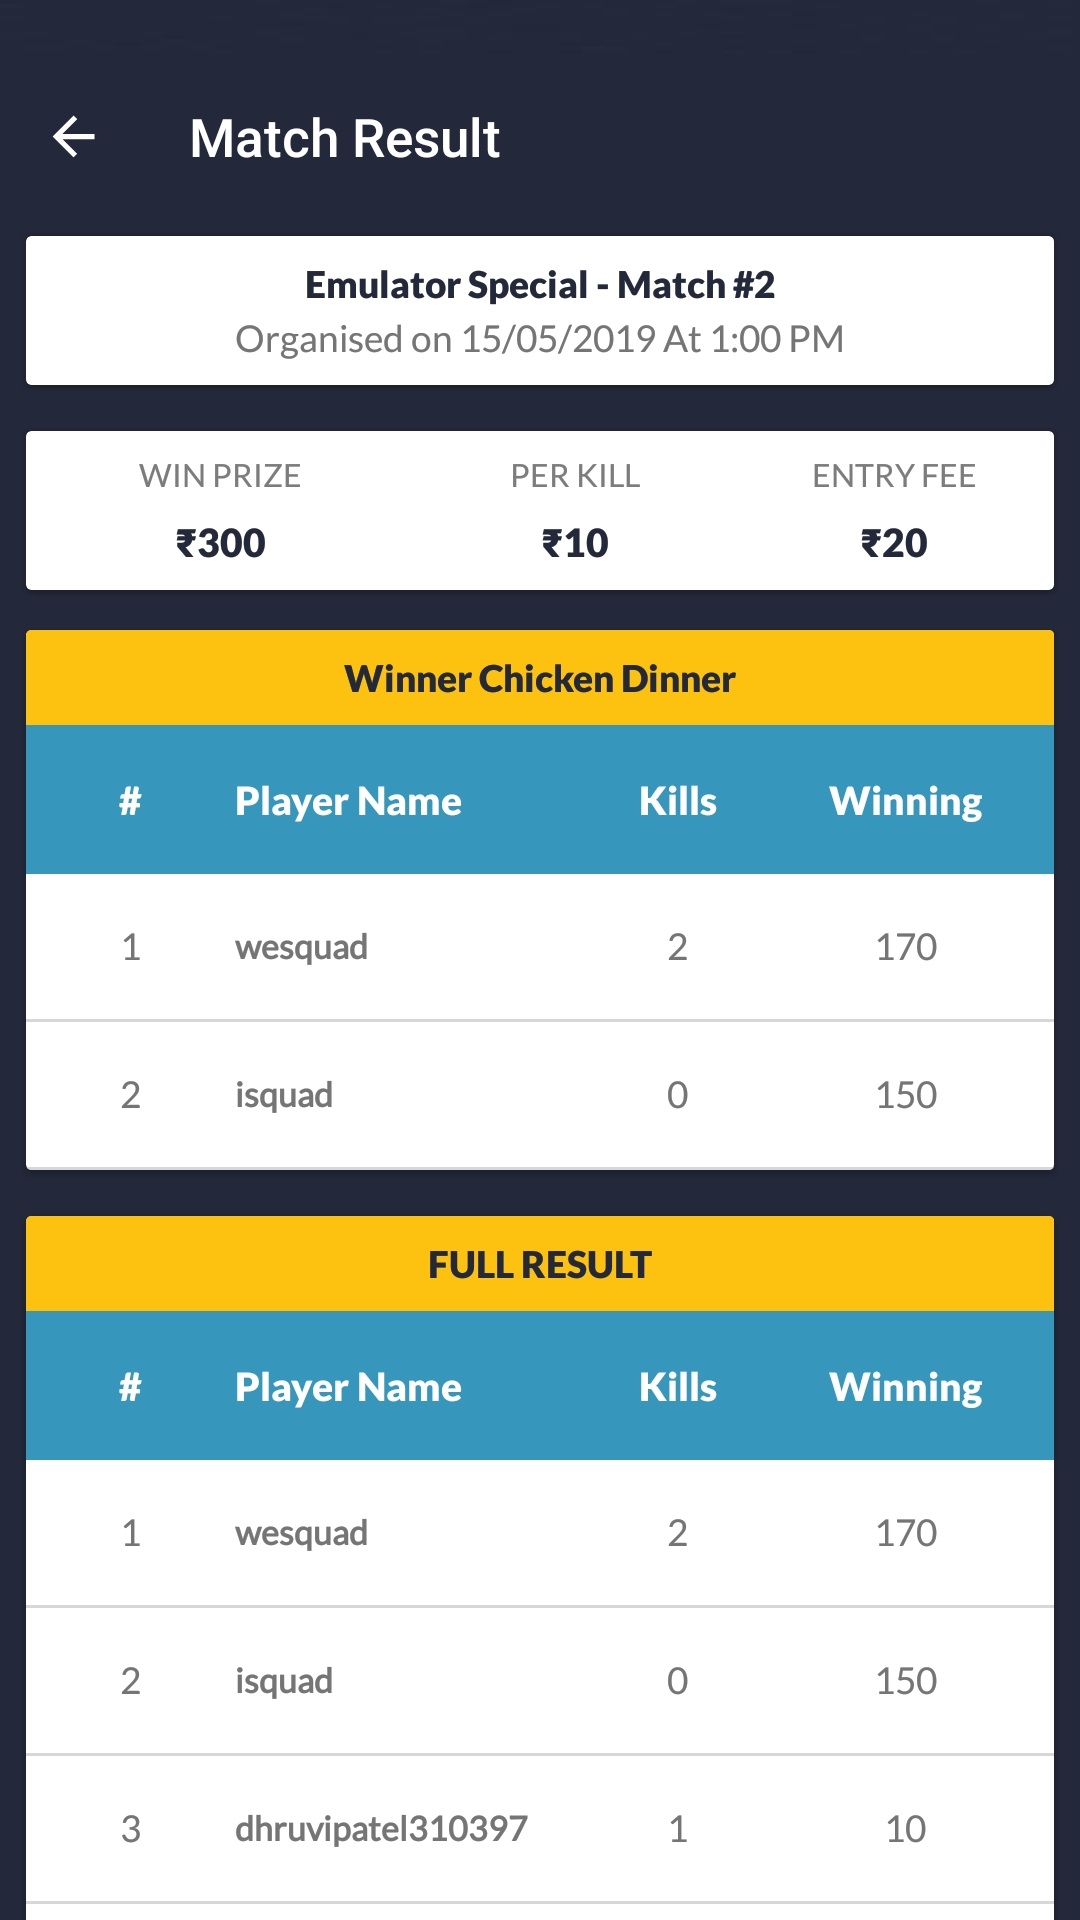 Match Result
Emulator Special - Match #2
Organised on 15/05/2019 At 1:00 PM
WIN PRIZE PER KILL ENTRY FEE
₹300 ₹10 ₹20
Winner Chicken Dinner
# Player Name Kills Winning
1 wesquad 2 170
2 isquad 0 150
FULL RESULT
# Player Name Kills Winning
1 wesquad 2 170
2 isquad 0 150
3 dhruvipatel310397 1 10